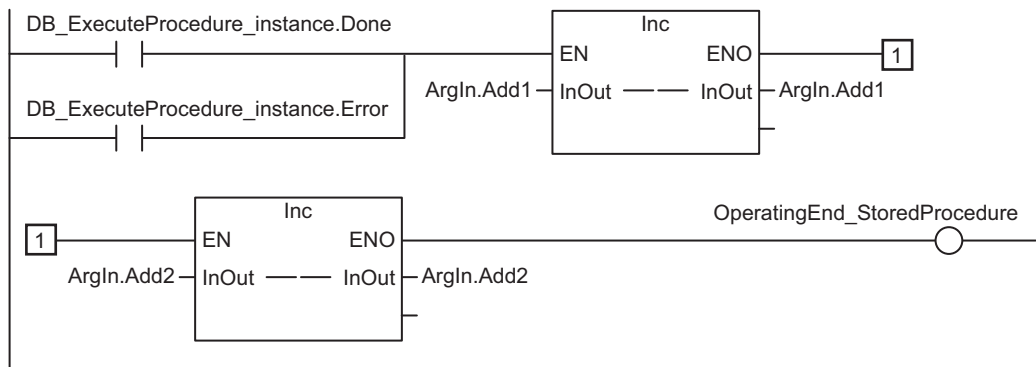 DB_ExecuteProcedure_instance.Done
Inc
EN ENO 1
ArgIn.Add1 InOut InOut ArgIn.Add1
DB_ExecuteProcedure_instance.Error
Inc
OperatingEnd_StoredProcedure
1 EN ENO
ArgIn.Add2 InOut InOut ArgIn.Add2